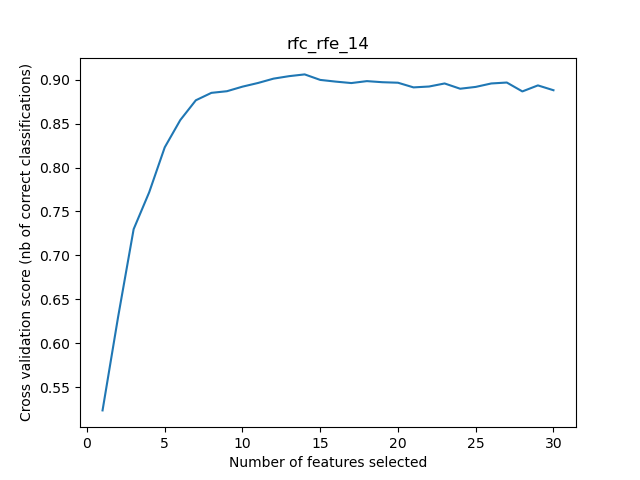 rfc_rfe_14
Cross validation score (nb of correct classifications)
0.90
0.85
0.80
0.75
0.70
0.65
0.60
0.55
0 5 10 15 20 25 30
Number of features selected